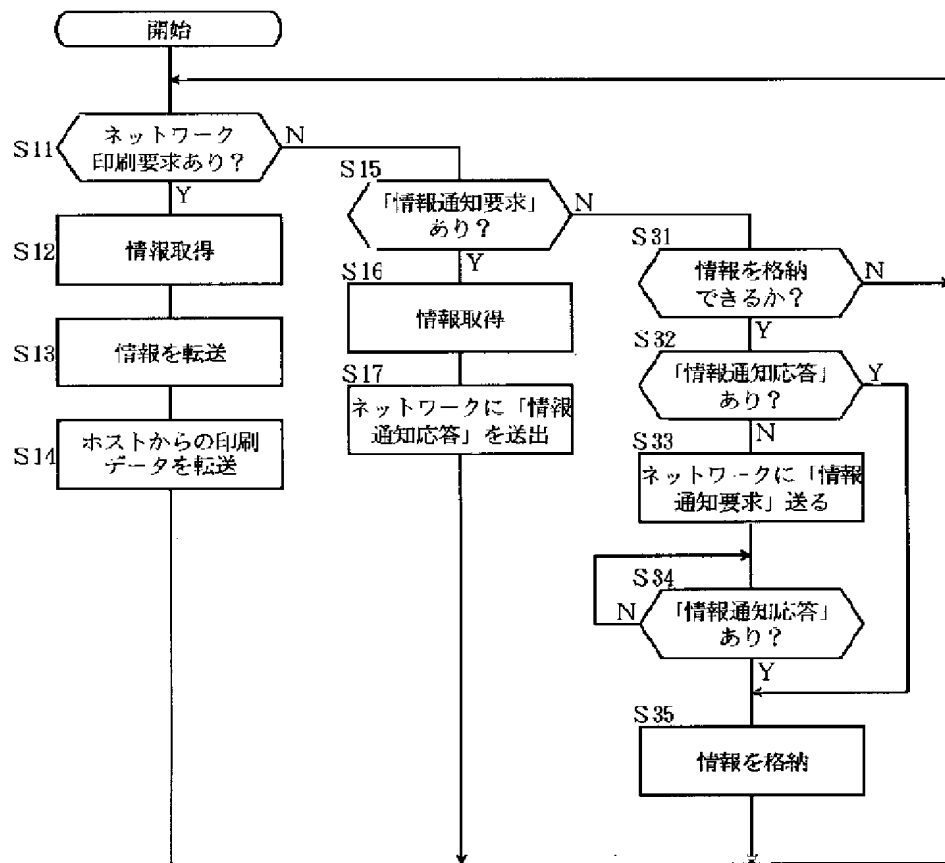 開始
S11
ネットワーク
印刷要求あり?
N
Y
S12
情報取得
S13
情報を転送
S14
ホストからの印刷
データを転送
S15
「情報通知要求」
あり?
N
Y
S16
情報取得
S17
ネットワークに「情報
通知応答」を送出
S31
情報を格納
できるか?
N
Y
S32
「情報通知応答」
あり?
Y
N
S33
ネットワークに「情報
通知要求」送る
S34
「情報通知応答」
あり?
N
Y
S35
情報を格納